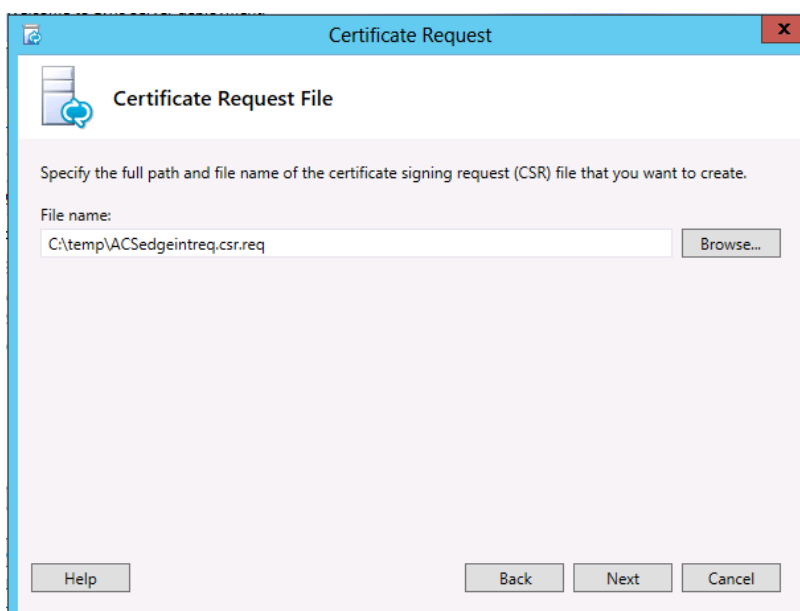 Certificate Request
x
Certificate Request File
Specify the full path and file name of the certificate signing request (CSR) file that you want to create.
File name:
C:\temp\ACSedgeintreq.csr.req
Browse...
Help
Back
Next
Cancel